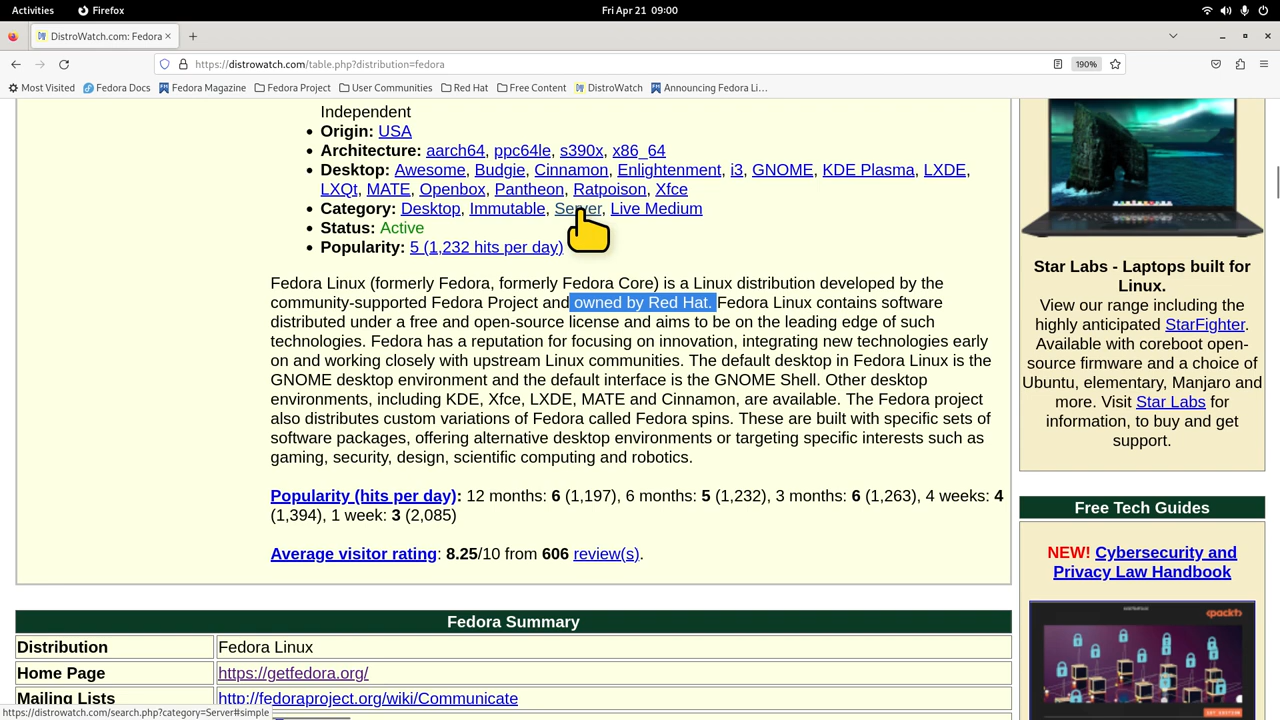 Activities
Firefox
Fri Apr 21 09:00
DistroWatch.com: Fedora
https://distrowatch.com/table.php?distribution=fedora
190%
Most Visited
Fedora Docs
Fedora Magazine
Fedora Project
User Communities
Red Hat
Free Content
DistroWatch
Announcing Fedora Li…
Independent
• Origin: USA
• Architecture: aarch64, ppc64le, s390x, x86_64
• Desktop: Awesome, Budgie, Cinnamon, Enlightenment, i3, GNOME, KDE Plasma, LXDE,
LXQt, MATE, Openbox, Pantheon, Ratpoison, Xfce
• Category: Desktop, Immutable, Server, Live Medium
• Status: Active
• Popularity: 5 (1,232 hits per day)
Fedora Linux (formerly Fedora, formerly Fedora Core) is a Linux distribution developed by the
community-supported Fedora Project and owned by Red Hat. Fedora Linux contains software
distributed under a free and open-source license and aims to be on the leading edge of such
technologies. Fedora has a reputation for focusing on innovation, integrating new technologies early
on and working closely with upstream Linux communities. The default desktop in Fedora Linux is the
GNOME desktop environment and the default interface is the GNOME Shell. Other desktop
environments, including KDE, Xfce, LXDE, MATE and Cinnamon, are available. The Fedora project
also distributes custom variations of Fedora called Fedora spins. These are built with specific sets of
software packages, offering alternative desktop environments or targeting specific interests such as
gaming, security, design, scientific computing and robotics.
Popularity (hits per day): 12 months: 6 (1,197), 6 months: 5 (1,232), 3 months: 6 (1,263), 4 weeks: 4
(1,394), 1 week: 3 (2,085)
Average visitor rating: 8.25/10 from 606 review(s).
Fedora Summary
Distribution
Fedora Linux
Home Page
https://getfedora.org/
Mailing Lists
http://fedoraproject.org/wiki/Communicate
https://distrowatch.com/search.php?category=Server#simple
Star Labs - Laptops built for
Linux.
View our range including the
highly anticipated StarFighter.
Available with coreboot open-
source firmware and a choice of
Ubuntu, elementary, Manjaro and
more. Visit Star Labs for
information, to buy and get
support.
Free Tech Guides
NEW! Cybersecurity and
Privacy Law Handbook
<packt>